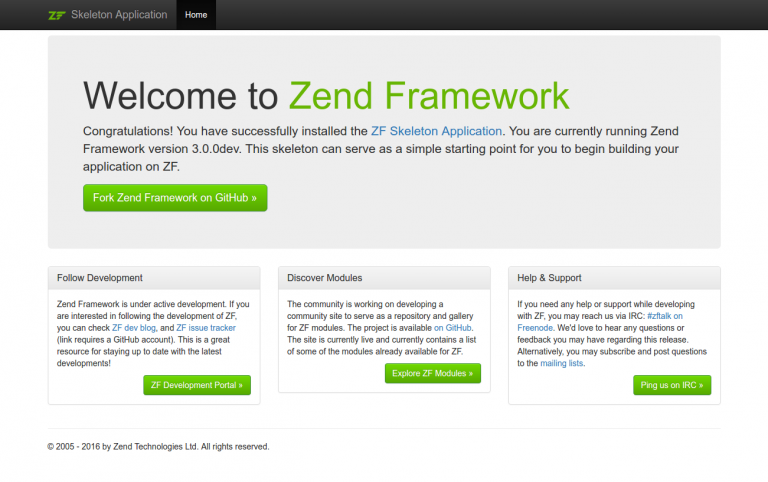 ZF Skeleton Application Home
Welcome to Zend Framework
Congratulations! You have successfully installed the ZF Skeleton Application. You are currently running Zend
Framework version 3.0.0dev. This skeleton can serve as a simple starting point for you to begin building your
application on ZF.
Fork Zend Framework on GitHub »
Follow Development
Zend Framework is under active development. If you
are interested in following the development of ZF,
you can check ZF dev blog, and ZF issue tracker
(link requires a GitHub account). This is a great
resource for staying up to date with the latest
developments!
ZF Development Portal »
Discover Modules
The community is working on developing a
community site to serve as a repository and gallery
for ZF modules. The project is available on GitHub.
The site is currently live and currently contains a list
of some of the modules already available for ZF.
Explore ZF Modules »
Help & Support
If you need any help or support while developing
with ZF, you may reach us via IRC: #zftalk on
Freenode. We'd love to hear any questions or
feedback you may have regarding this release.
Alternatively, you may subscribe and post questions
to the mailing lists.
Ping us on IRC »
© 2005 - 2016 by Zend Technologies Ltd. All rights reserved.